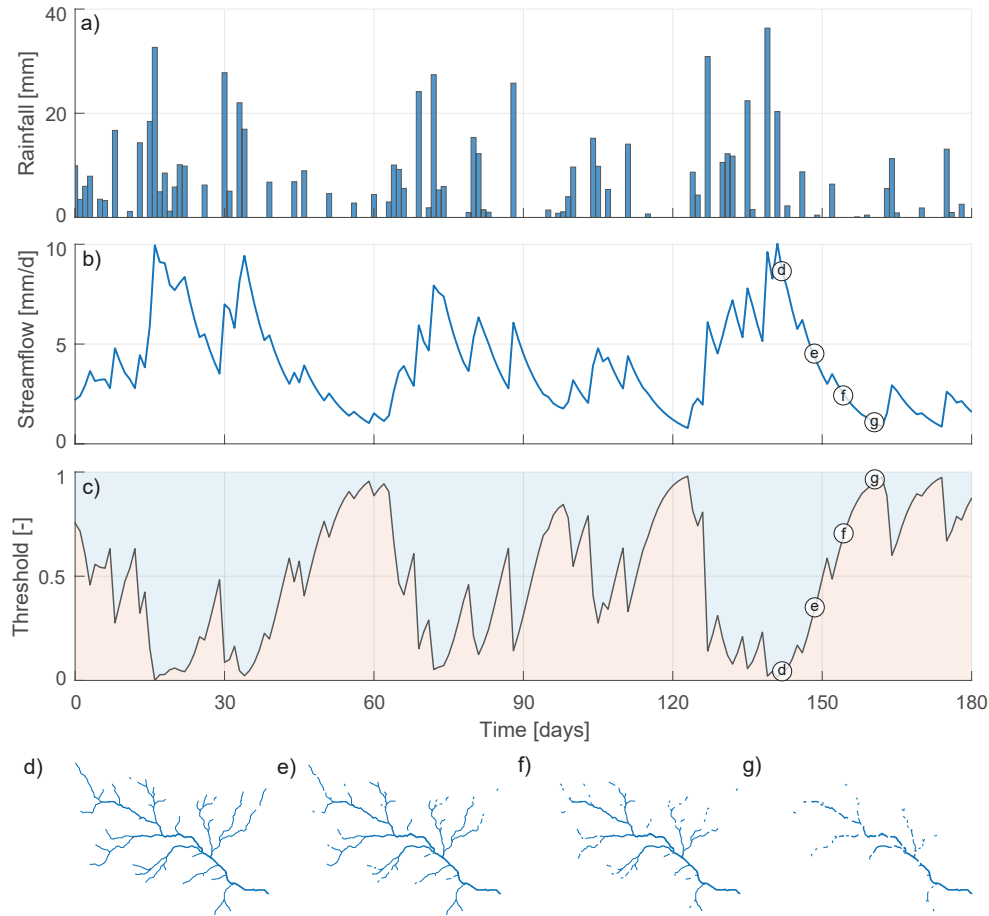 a)
Rainfall [mm]
40
20
0
b)
Streamflow [mm/d]
10
5
0
d
e
f
g
c)
Threshold [-]
1
0.5
0
d
e
f
g
0 30 60 90 120 150 180
Time [days]
d) e) f) g)